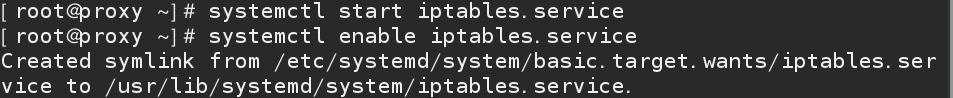 [root@proxy ~]# systemctl start iptables.service
[root@proxy ~]# systemctl enable iptables.service
Created symlink from /etc/systemd/system/basic.target.wants/iptables.ser
vice to /usr/lib/systemd/system/iptables.service.